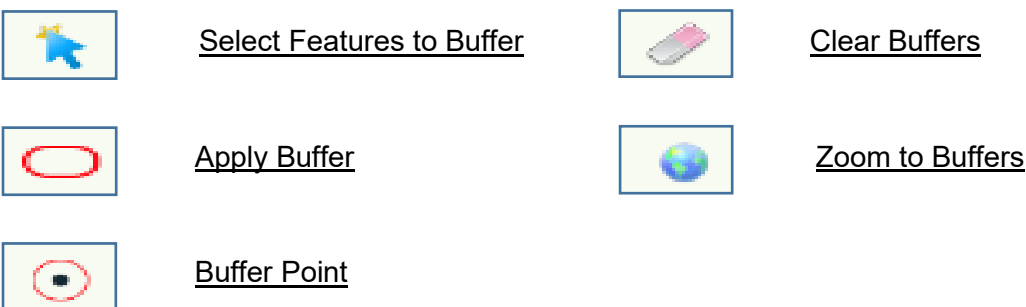 Select Features to Buffer
Clear Buffers
Apply Buffer
Zoom to Buffers
Buffer Point